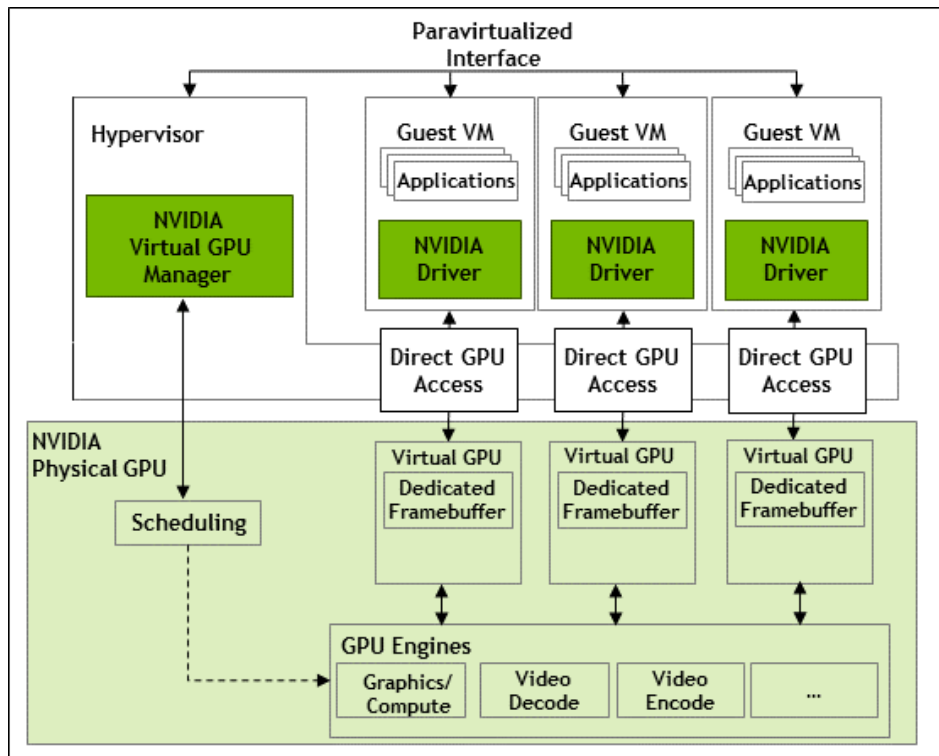 Paravirtualized
Interface
Hypervisor
NVIDIA
Virtual GPU
Manager
Guest VM
Applications
NVIDIA
Driver
Guest VM
Applications
NVIDIA
Driver
Guest VM
Applications
NVIDIA
Driver
Direct GPU
Access
Direct GPU
Access
Direct GPU
Access
NVIDIA
Physical GPU
Scheduling
Virtual GPU
Dedicated
Framebuffer
Virtual GPU
Dedicated
Framebuffer
Virtual GPU
Dedicated
Framebuffer
GPU Engines
Graphics/
Compute
Video
Decode
Video
Encode
...